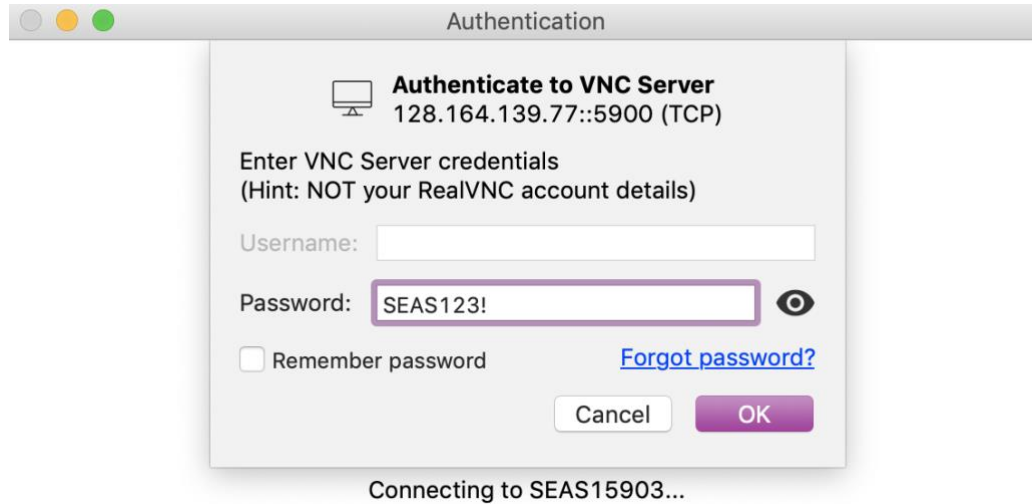 Authentication
Authenticate to VNC Server
128.164.139.77::5900 (TCP)
Enter VNC Server credentials
(Hint: NOT your RealVNC account details)
Username:
Password: SEAS123!
Remember password Forgot password?
Cancel OK
Connecting to SEAS15903...